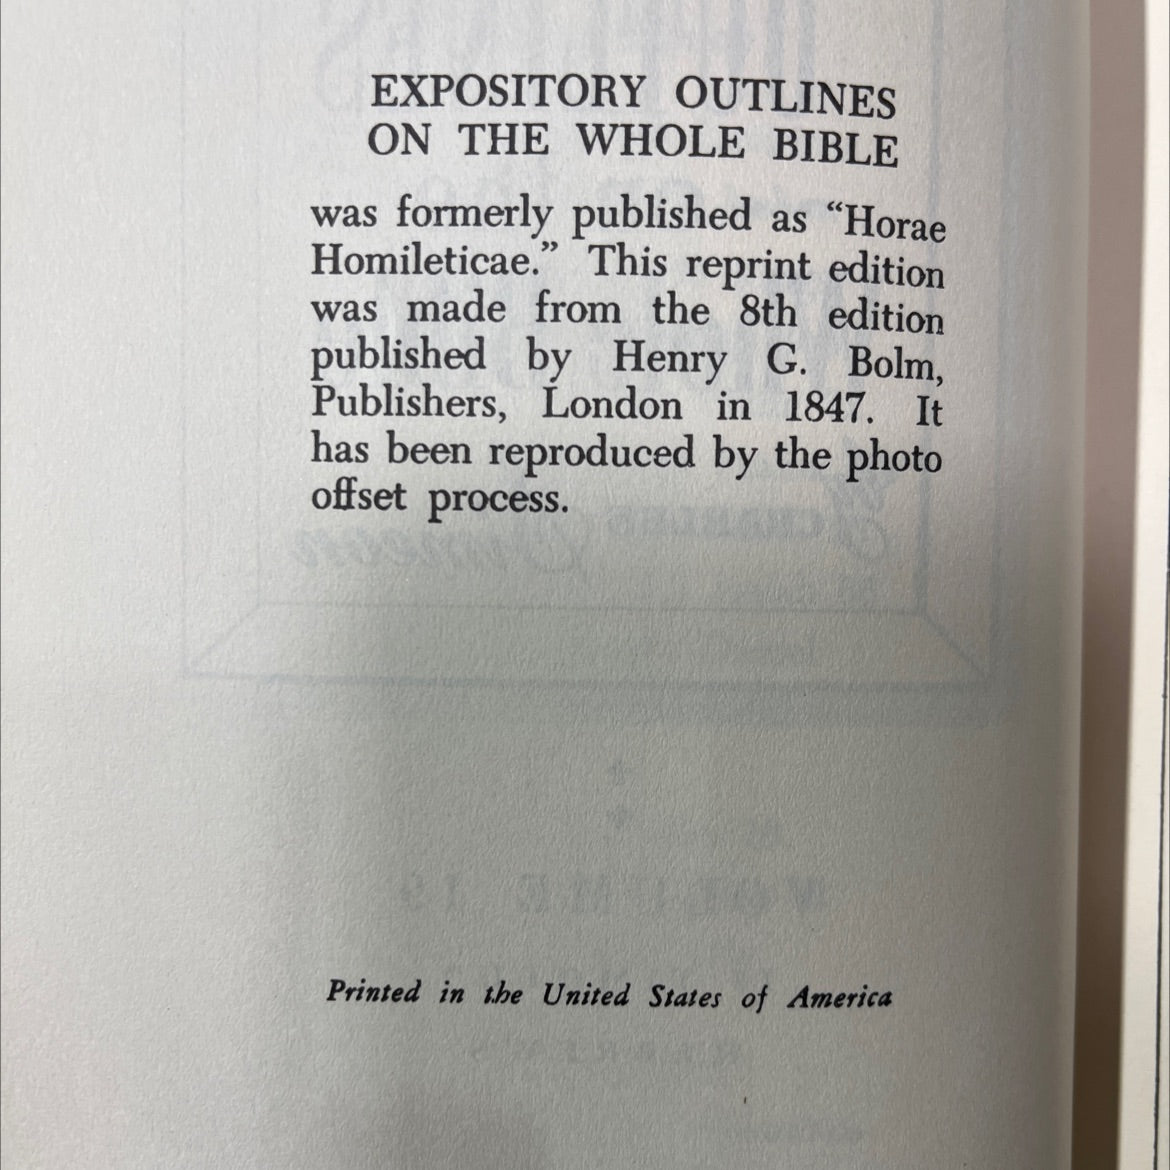 EXPOSITORY OUTLINES
ON THE WHOLE BIBLE
was formerly published as “Horae
Homileticae.” This reprint edition
was made from the 8th edition
published by Henry G. Bolm,
Publishers, London in 1847. It
has been reproduced by the photo
offset process.
Printed in the United States of America